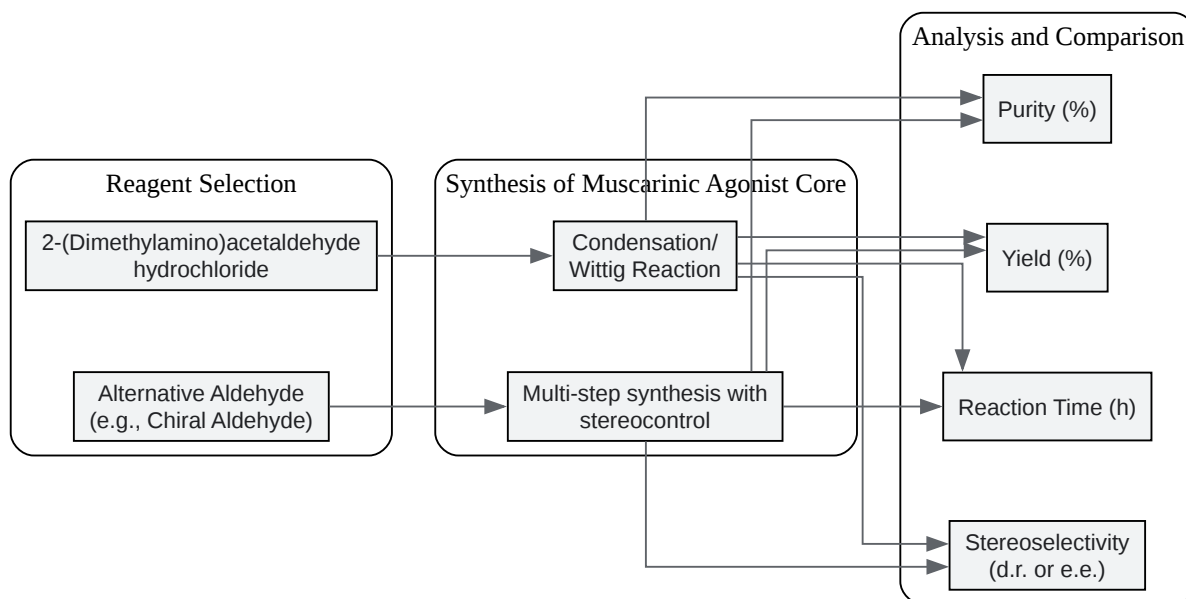 Reagent Selection
2-(Dimethylamino)acetaldehyde
hydrochloride
Alternative Aldehyde
(e.g., Chiral Aldehyde)
Synthesis of Muscarinic Agonist Core
Condensation/
Wittig Reaction
Multi-step synthesis with
stereocontrol
Analysis and Comparison
Purity (%)
Yield (%)
Reaction Time (h)
Stereoselectivity
(d.r. or e.e.)